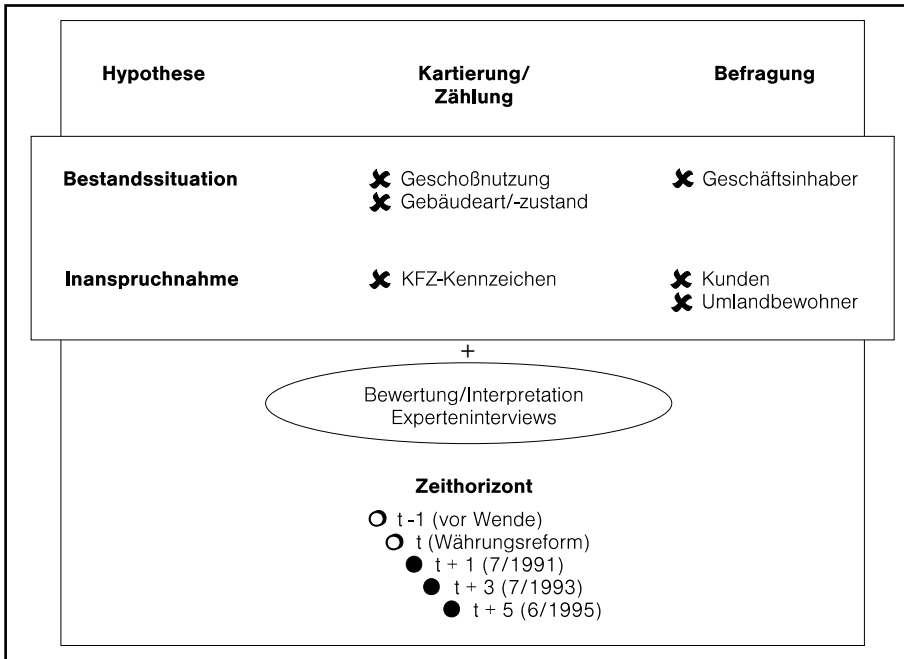 Hypothese Kartierung/ Befragung
Zählung
Bestandssituation ✘ Geschoßnutzung ✘ Geschäftsinhaber
✘ Gebäudeart/-zustand
Inanspruchnahme ✘ KFZ-Kennzeichen ✘ Kunden
✘ Umlandbewohner
+
Bewertung/Interpretation
Experteninterviews
Zeithorizont
t -1 (vor Wende)
t (Währungsreform)
t + 1 (7/1991)
t + 3 (7/1993)
t + 5 (6/1995)